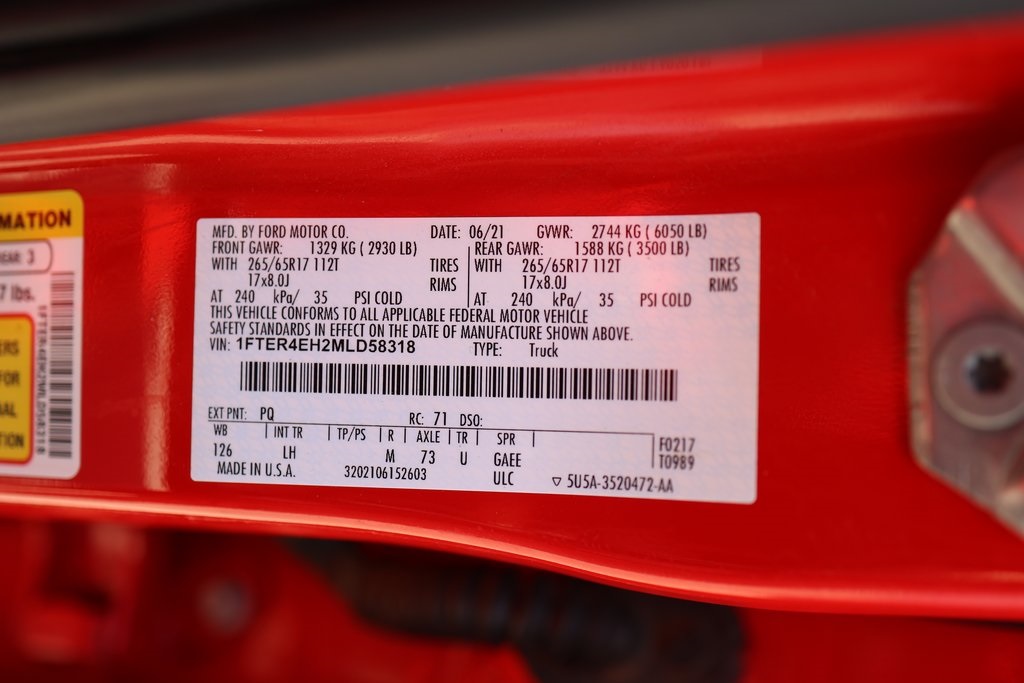 MATION
EAR: 3
7 lbs.
ERS
FOR
AL
TION
1FTER4EH2MLD58318
MFD. BY FORD MOTOR CO. DATE: 06/21 GVWR: 2744 KG ( 6050 LB)
FRONT GAWR: 1329 KG ( 2930 LB) REAR GAWR: 1588 KG ( 3500 LB)
WITH 265/65R17 112T TIRES WITH 265/65R17 112T TIRES
17x8.0J RIMS 17x8.0J RIMS
AT 240 kPa/ 35 PSI COLD AT 240 kPa/ 35 PSI COLD
THIS VEHICLE CONFORMS TO ALL APPLICABLE FEDERAL MOTOR VEHICLE
SAFETY STANDARDS IN EFFECT ON THE DATE OF MANUFACTURE SHOWN ABOVE.
VIN: 1FTER4EH2MLD58318 TYPE: Truck
EXT PNT: PQ RC: 71 DSO:
WB INT TR TP/PS R AXLE TR SPR F0217
126 LH M 73 U GAEE T0989
MADE IN U.S.A. 3202106152603 ULC 5U5A-3520472-AA